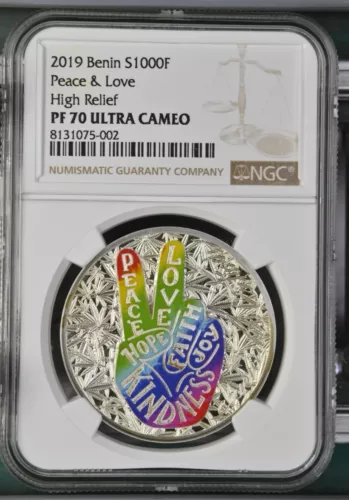 2019 Benin S1000F
Peace & Love
High Relief
PF 70 ULTRA CAMEO
8131075-002
NUMISMATIC GUARANTY COMPANY
NGC
PEACE
LOVE
HOPE
FAITH
JOY
KINDNESS